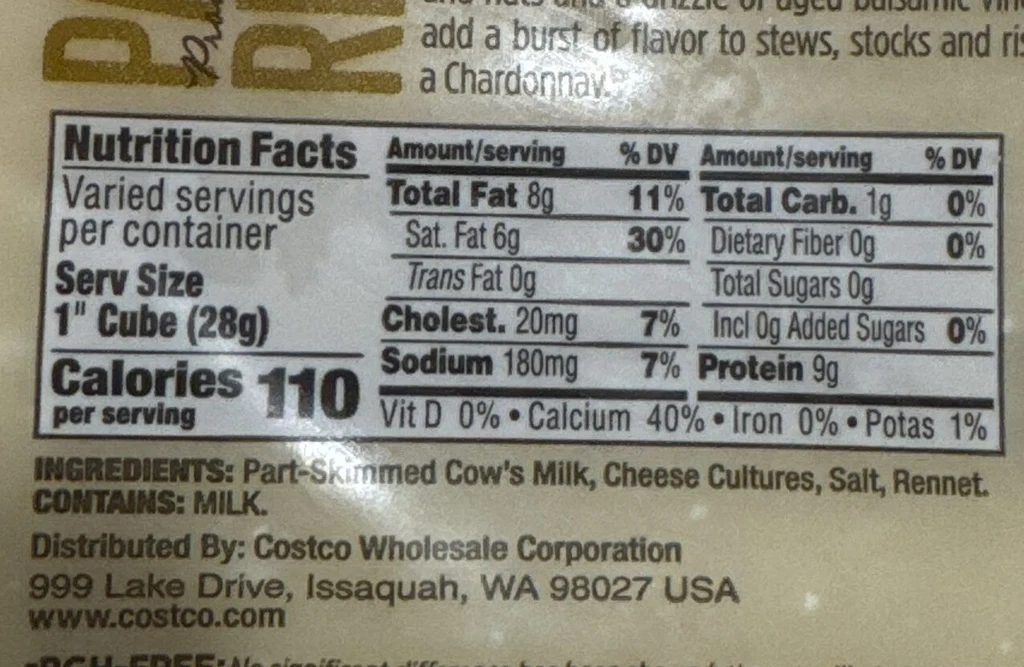 add a burst of flavor to stews, stocks and
a Chardonnay.
Nutrition Facts
Varied servings
per container
Serv Size
1" Cube (28g)
Calories 110
per serving
Amount/serving % DV
Total Fat 8g 11%
Sat. Fat 6g 30%
Trans Fat 0g
Cholest. 20mg 7%
Sodium 180mg 7%
Amount/serving % DV
Total Carb. 1g 0%
Dietary Fiber 0g 0%
Total Sugars 0g
Incl 0g Added Sugars 0%
Protein 9g
Vit D 0% • Calcium 40% • Iron 0% • Potas 1%
INGREDIENTS: Part-Skimmed Cow's Milk, Cheese Cultures, Salt, Rennet.
CONTAINS: MILK.
Distributed By: Costco Wholesale Corporation
999 Lake Drive, Issaquah, WA 98027 USA
www.costco.com